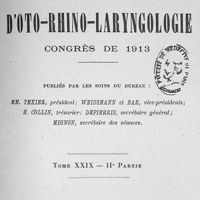 D'OTO-RHINO-LARYNGOLOGIE
CONGRÈS DE 1913
PUBLIÉS PAR LES SOINS DU BUREAU :
MM. TEXIER, président; WEISSMANN et BAR, vice-présidents;
H. COLLIN, trésorier; DEPIERRIS, secrétaire général;
MIGNON, secrétaire des séances.
TOME XXIX — IIe PARTIE